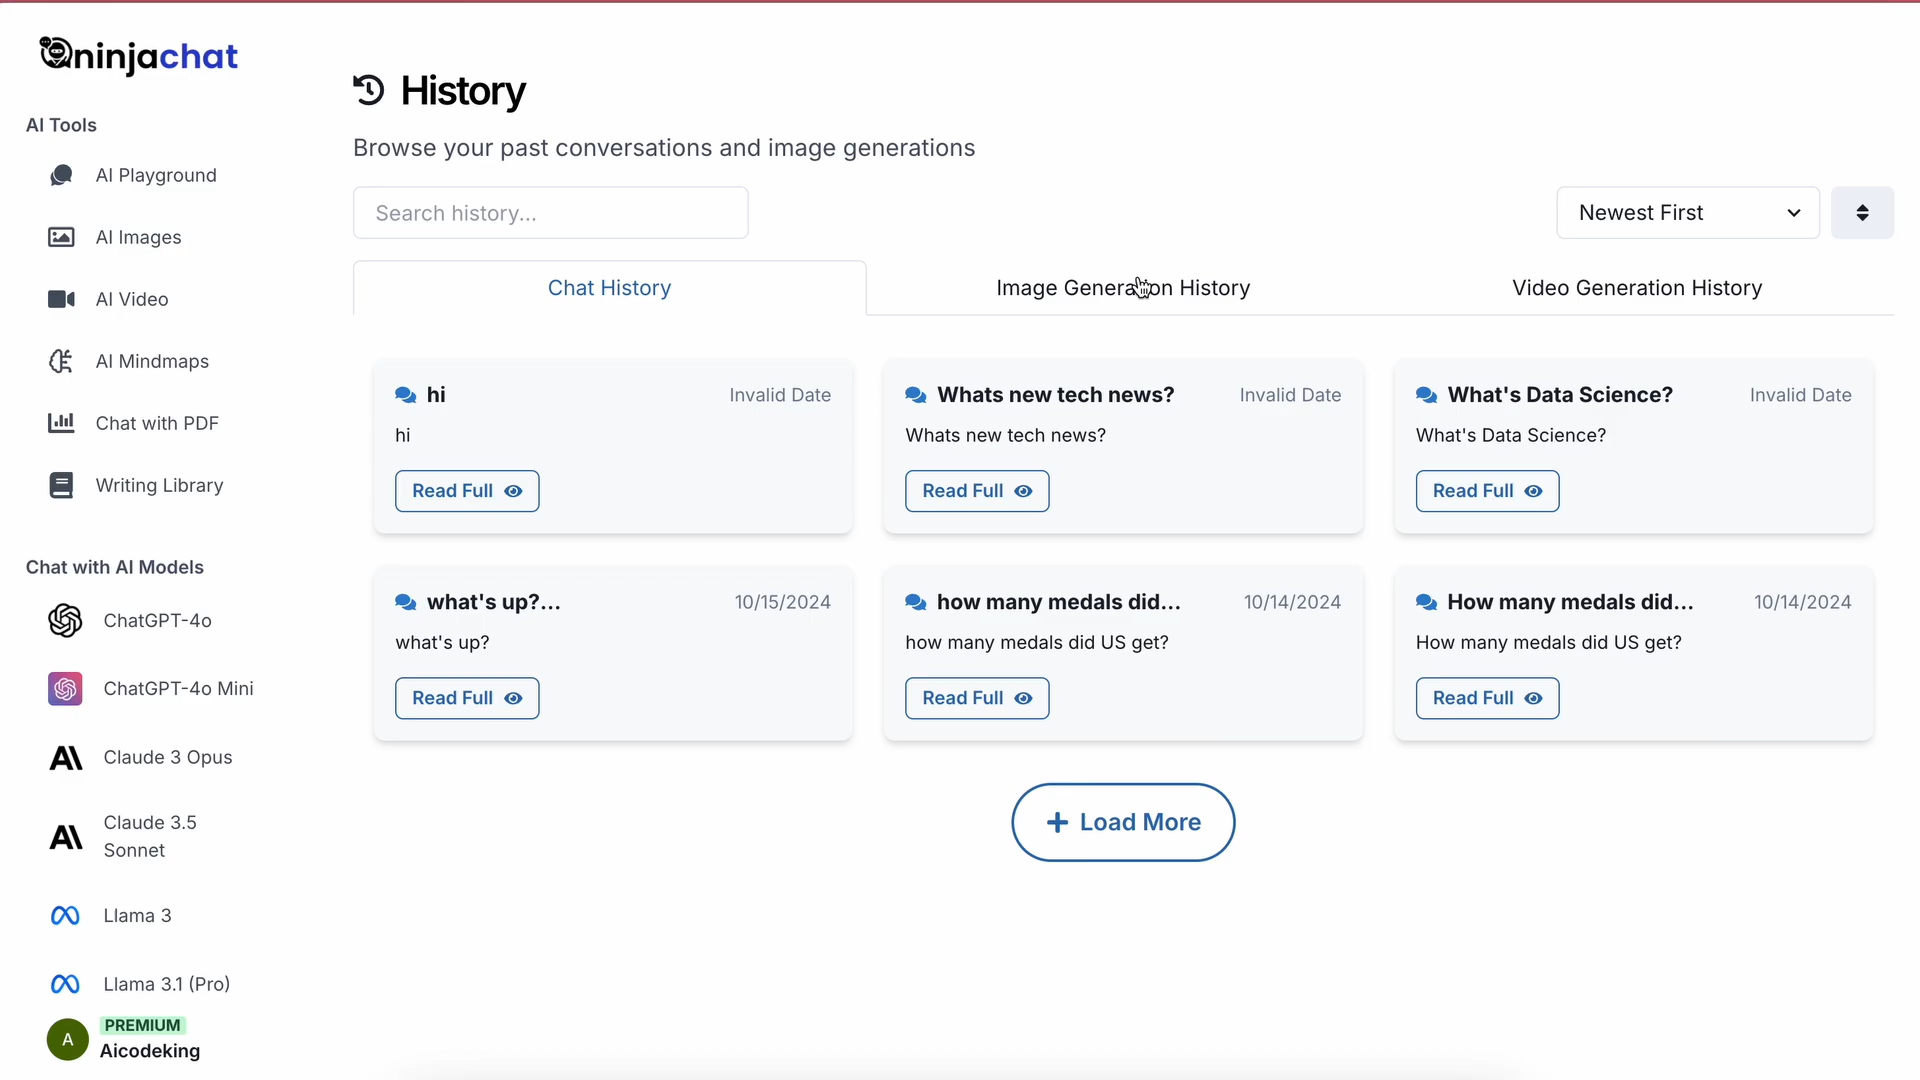 ninjachat
AI Tools
AI Playground
AI Images
AI Video
AI Mindmaps
Chat with PDF
Writing Library
Chat with AI Models
ChatGPT-4o
ChatGPT-4o Mini
Claude 3 Opus
Claude 3.5
Sonnet
Llama 3
Llama 3.1 (Pro)
A
PREMIUM
Aicodeking
History
Browse your past conversations and image generations
Search history...
Newest First
Chat History
Image Generation History
Video Generation History
hi
Invalid Date
hi
Read Full
Whats new tech news?
Invalid Date
Whats new tech news?
Read Full
What's Data Science?
Invalid Date
What's Data Science?
Read Full
what's up?...
10/15/2024
what's up?
Read Full
how many medals did...
10/14/2024
how many medals did US get?
Read Full
How many medals did...
10/14/2024
How many medals did US get?
Read Full
Load More